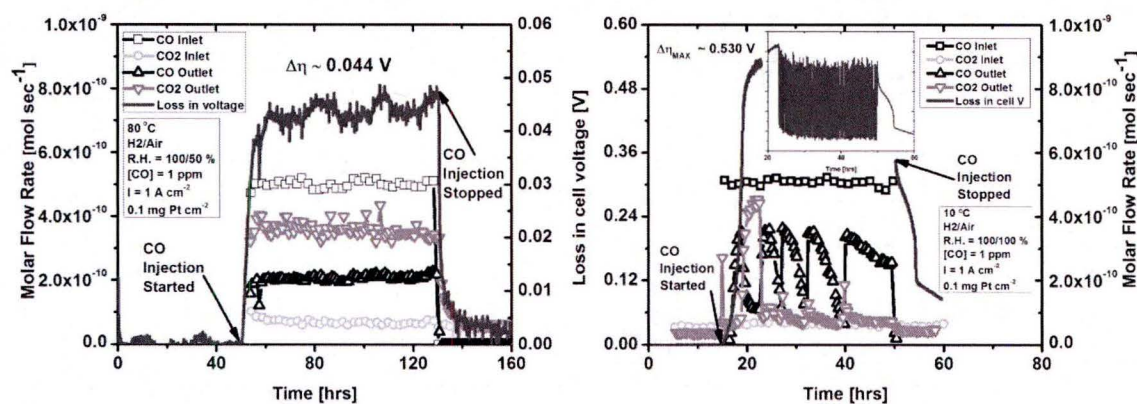 1.0x10⁻⁹
8.0x10⁻¹⁰
6.0x10⁻¹⁰
4.0x10⁻¹⁰
2.0x10⁻¹⁰
0.0
Molar Flow Rate [mol sec⁻¹]
CO Inlet
CO2 Inlet
CO Outlet
CO2 Outlet
Loss in voltage
80 °C
H2/Air
R.H. = 100/50 %
[CO] = 1 ppm
I = 1 A cm⁻²
0.1 mg Pt cm⁻²
Δη ~ 0.044 V
CO
Injection
Stopped
CO
Injection
Started
0.06
0.05
0.04
0.03
0.02
0.01
0.00
Loss in cell voltage [V]
0 40 80 120 160
Time [hrs]
0.60
0.48
0.36
0.24
0.12
0.00
Δη_MAX ~ 0.530 V
20 30 40 50 60
Time [hrs]
CO Inlet
CO2 Inlet
CO Outlet
CO2 Outlet
Loss in cell V
CO
Injection
Stopped
10 °C
H2/Air
R.H. = 100/100 %
[CO] = 1 ppm
I = 1 A cm⁻²
0.1 mg Pt cm⁻²
CO
Injection
Started
1.0x10⁻⁹
8.0x10⁻¹⁰
6.0x10⁻¹⁰
4.0x10⁻¹⁰
2.0x10⁻¹⁰
0.0
Molar Flow Rate [mol sec⁻¹]
0 20 40 60 80
Time [hrs]